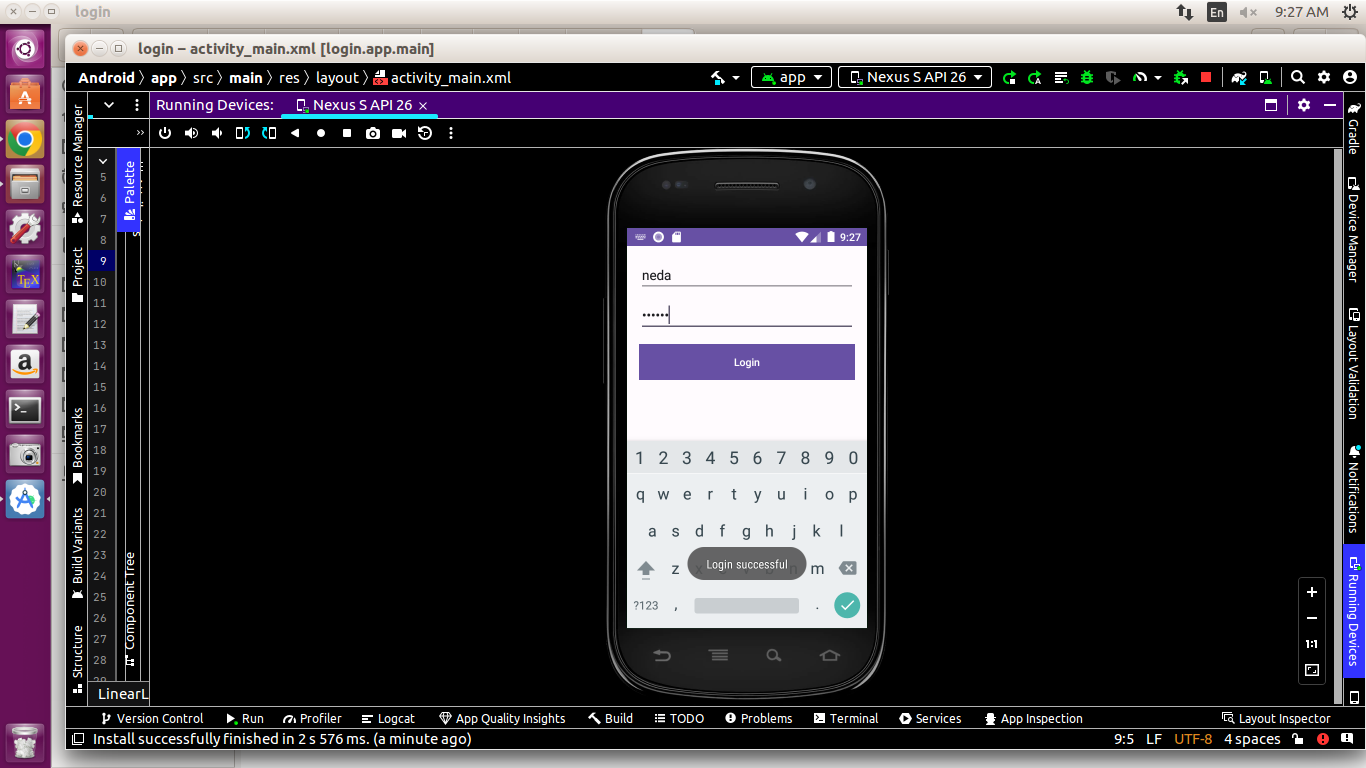 login
En
9:27 AM
login – activity_main.xml [login.app.main]
Android
app
src
main
res
layout
activity_main.xml
app
Nexus S API 26
Running Devices:
Nexus S API 26
Resource Manager
Project
Bookmarks
Build Variants
Structure
Palette
Component Tree
5
6
7
8
9
10
11
12
13
14
15
16
17
18
19
20
21
22
23
24
25
26
27
28
LinearL
9:27
neda
••••••
Login
1 2 3 4 5 6 7 8 9 0
q w e r t y u i o p
a s d f g h j k l
z
m
Login successful
?123 , .
1:1
Gradle
Device Manager
Layout Validation
Notifications
Running Devices
Version Control
Run
Profiler
Logcat
App Quality Insights
Build
TODO
Problems
Terminal
Services
App Inspection
Layout Inspector
Install successfully finished in 2 s 576 ms. (a minute ago)
9:5
LF
UTF-8
4 spaces